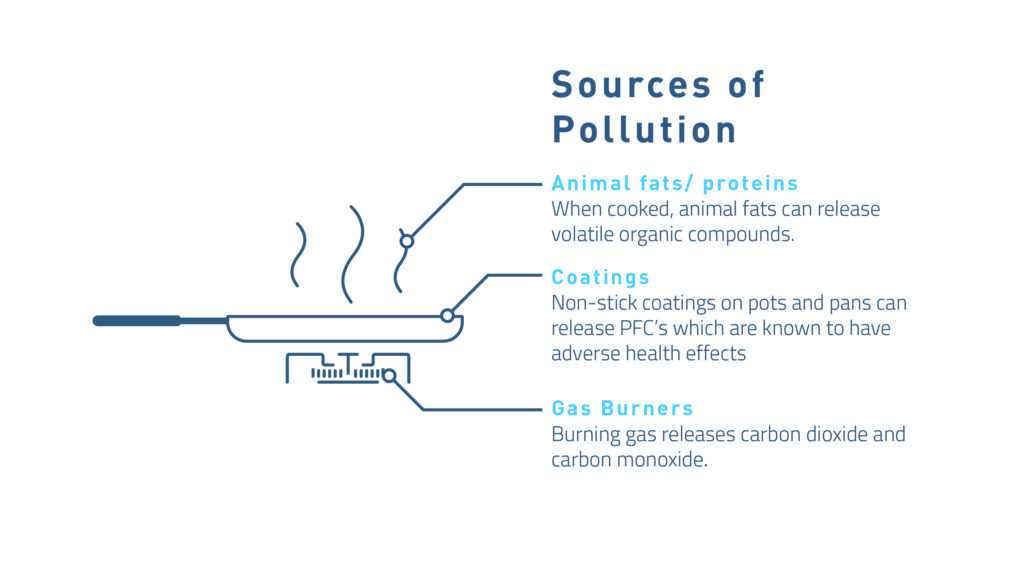 Sources of
Pollution
Animal fats/ proteins
When cooked, animal fats can release
volatile organic compounds.
Coatings
Non-stick coatings on pots and pans can
release PFC's which are known to have
adverse health effects
Gas Burners
Burning gas releases carbon dioxide and
carbon monoxide.